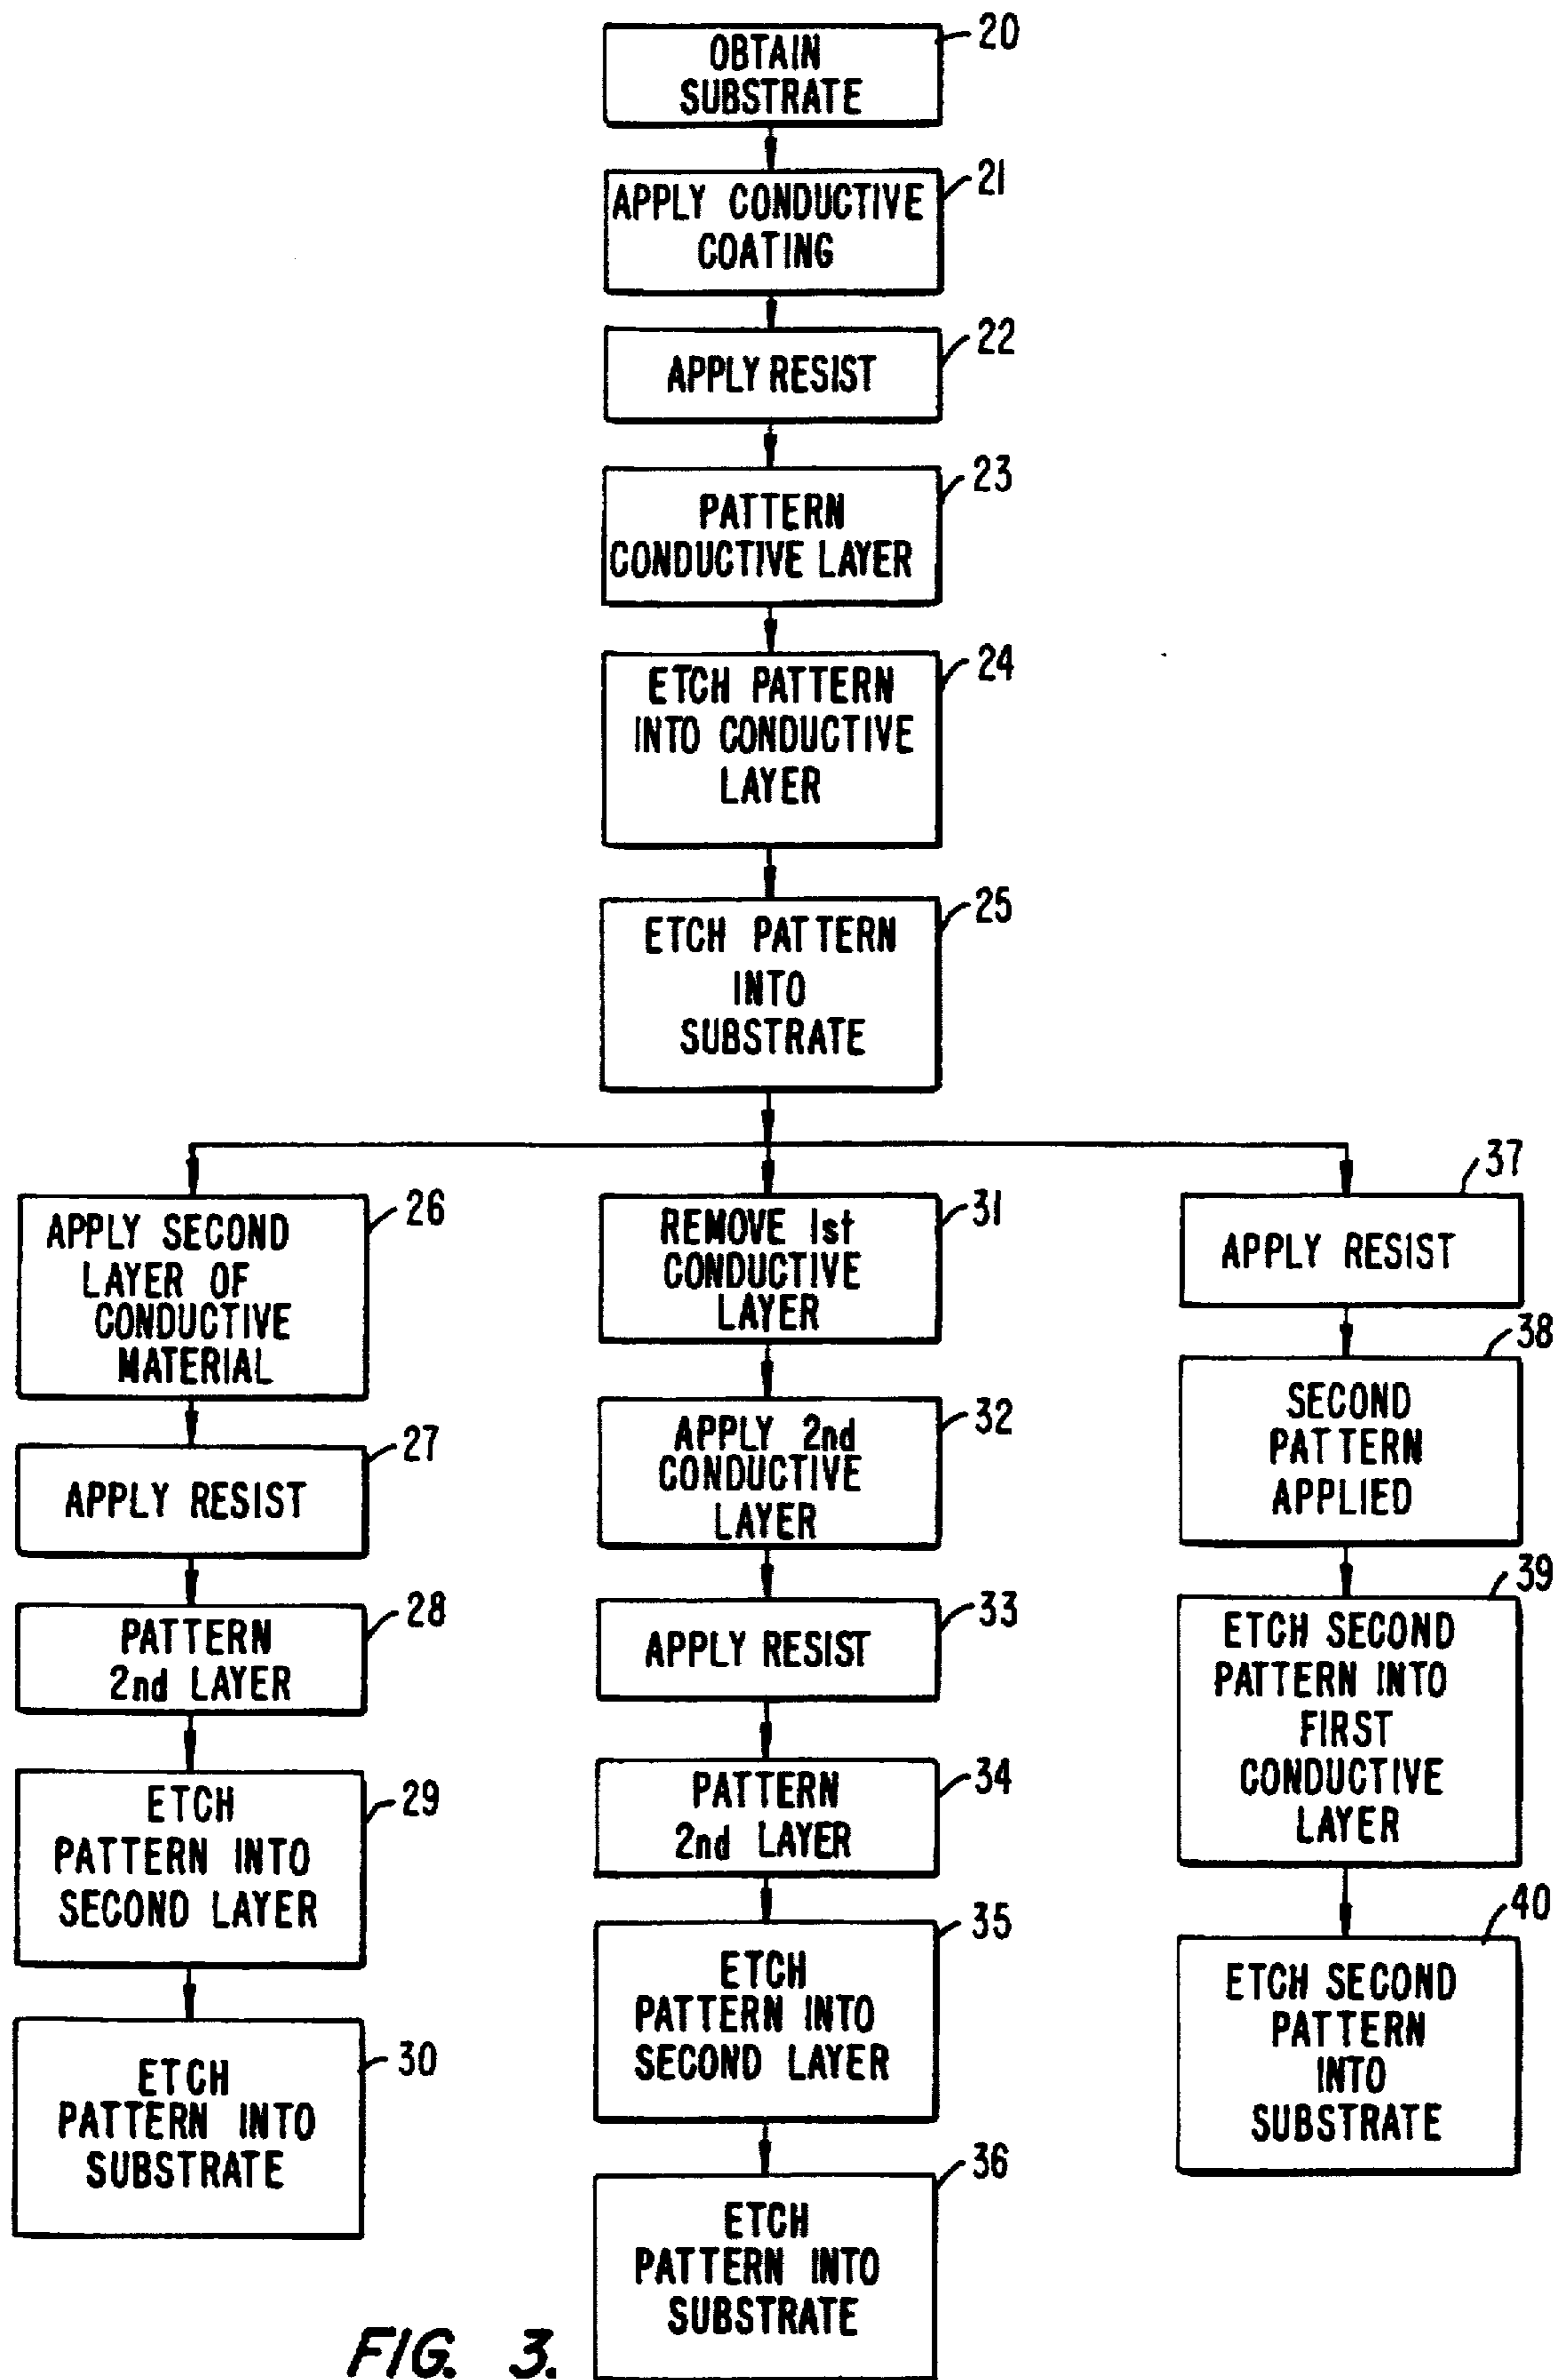 20
OBTAIN
SUBSTRATE
21
APPLY CONDUCTIVE
COATING
22
APPLY RESIST
23
PATTERN
CONDUCTIVE LAYER
24
ETCH PATTERN
INTO CONDUCTIVE
LAYER
25
ETCH PATTERN
INTO
SUBSTRATE
26
APPLY SECOND
LAYER OF
CONDUCTIVE
MATERIAL
27
APPLY RESIST
28
PATTERN
2nd LAYER
29
ETCH
PATTERN INTO
SECOND LAYER
30
ETCH
PATTERN INTO
SUBSTRATE
31
REMOVE 1st
CONDUCTIVE
LAYER
32
APPLY 2nd
CONDUCTIVE
LAYER
33
APPLY RESIST
34
PATTERN
2nd LAYER
35
ETCH
PATTERN INTO
SECOND LAYER
36
ETCH
PATTERN INTO
SUBSTRATE
37
APPLY RESIST
38
SECOND
PATTERN
APPLIED
39
ETCH SECOND
PATTERN INTO
FIRST
CONDUCTIVE
LAYER
40
ETCH SECOND
PATTERN
INTO
SUBSTRATE
FIG. 3.